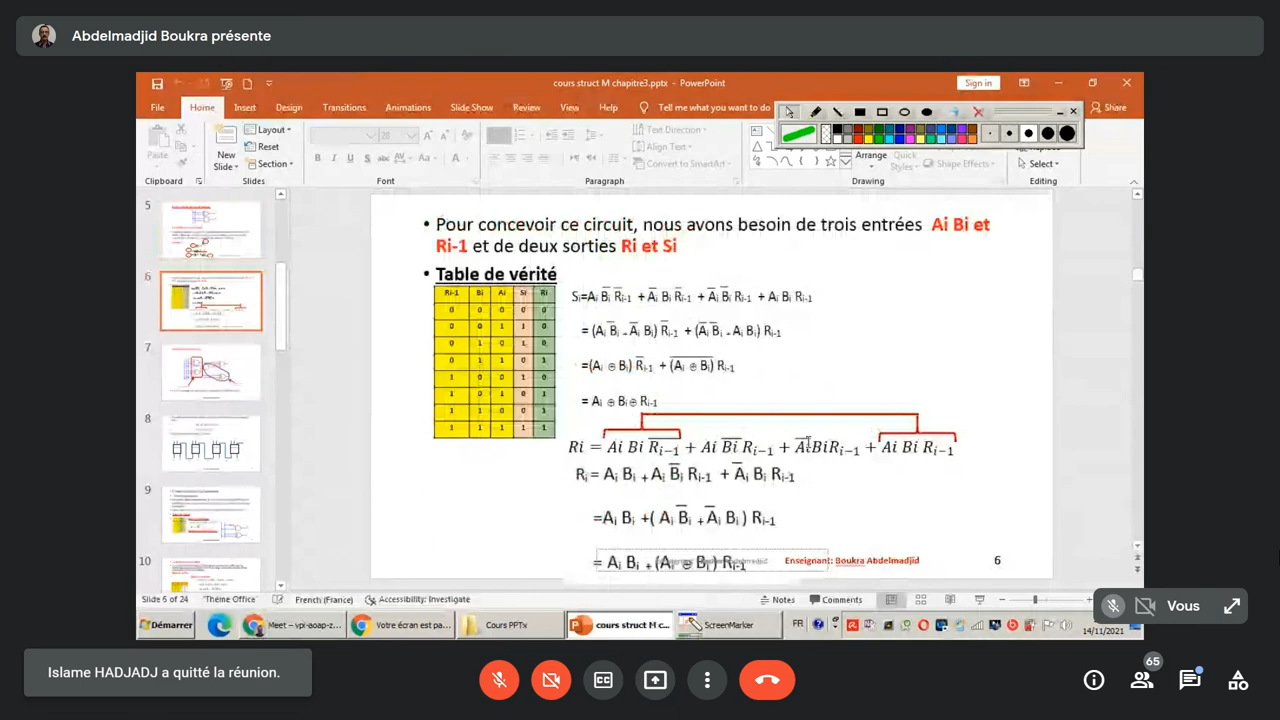 Abdelmadjid Boukra présente
cours struct M chapitre3.pptx - PowerPoint
Sign in
File Home Insert Design Transitions Animations Slide Show Review View Help Tell me what you want to do Share
Paste
New Slide
Layout
Reset
Section
Text Direction
Align Text
Convert to SmartArt
Arrange
Quick Styles
Shape Effects
Select
Clipboard Slides Font Paragraph Drawing Editing
5
6
7
8
9
10
• Pour concevoir ce circuit, nous avons besoin de trois entrées Ai Bi et
Ri-1 et de deux sorties Ri et Si
• Table de vérité
Ri-1 Bi Ai Si Ri
0 0 0 0 0
0 0 1 1 0
0 1 0 1 0
0 1 1 0 1
1 0 0 1 0
1 0 1 0 1
1 1 0 0 1
1 1 1 1 1
Si=Ai B̅i R̅i-1 + A̅i Bi R̅i-1 + A̅i B̅i Ri-1 + Ai Bi Ri-1
= (Ai B̅i + A̅i Bi) R̅i-1 + (A̅i B̅i + Ai Bi) Ri-1
=(Ai ⊕ Bi) R̅i-1 + (Ai ⊕ Bi) Ri-1
= Ai ⊕ Bi ⊕ Ri-1
Ri = Ai Bi R̅i−1 + Ai B̅i Ri−1 + A̅i BiRi−1 + Ai Bi Ri−1
Ri= Ai Bi + Ai B̅i Ri-1 + A̅i Bi Ri-1
=Ai Bi +( Ai B̅i + A̅i Bi ) Ri-1
= Ai Bi + (Ai ⊕ Bi) Ri-1
Enseignant: Boukra Abdelmadjid
6
Slide 6 of 24 "Thème Office" French (France) Accessibility: Investigate Notes Comments
Démarrer Meet – vpi-aoap-z... Votre écran est pa... Cours PPTx cours struct M c... ScreenMarker FR 14/11/2021
Vous
Islame HADJADJ a quitté la réunion.
65